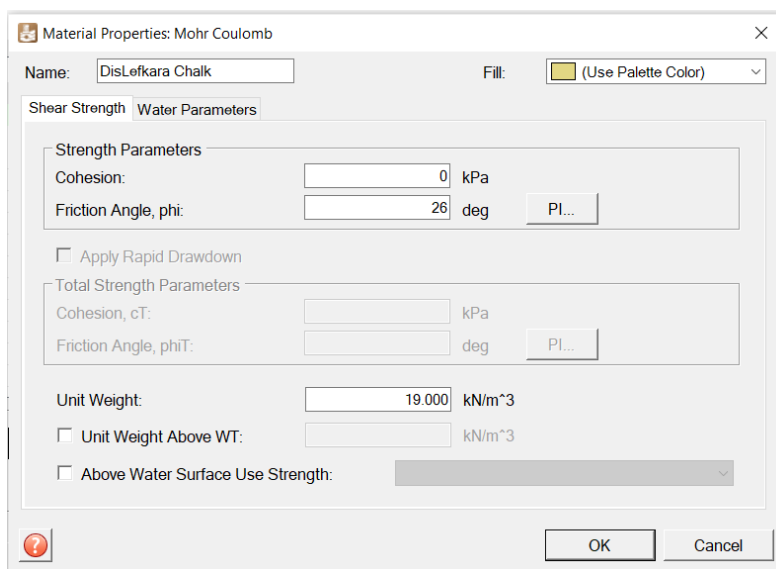 Material Properties: Mohr Coulomb
Name: DisLefkara Chalk Fill: (Use Palette Color)
Shear Strength Water Parameters
Strength Parameters
Cohesion: 0 kPa
Friction Angle, phi: 26 deg PI...
Apply Rapid Drawdown
Total Strength Parameters
Cohesion, cT: kPa
Friction Angle, phiT: deg PI...
Unit Weight: 19.000 kN/m^3
Unit Weight Above WT: kN/m^3
Above Water Surface Use Strength:
? OK Cancel